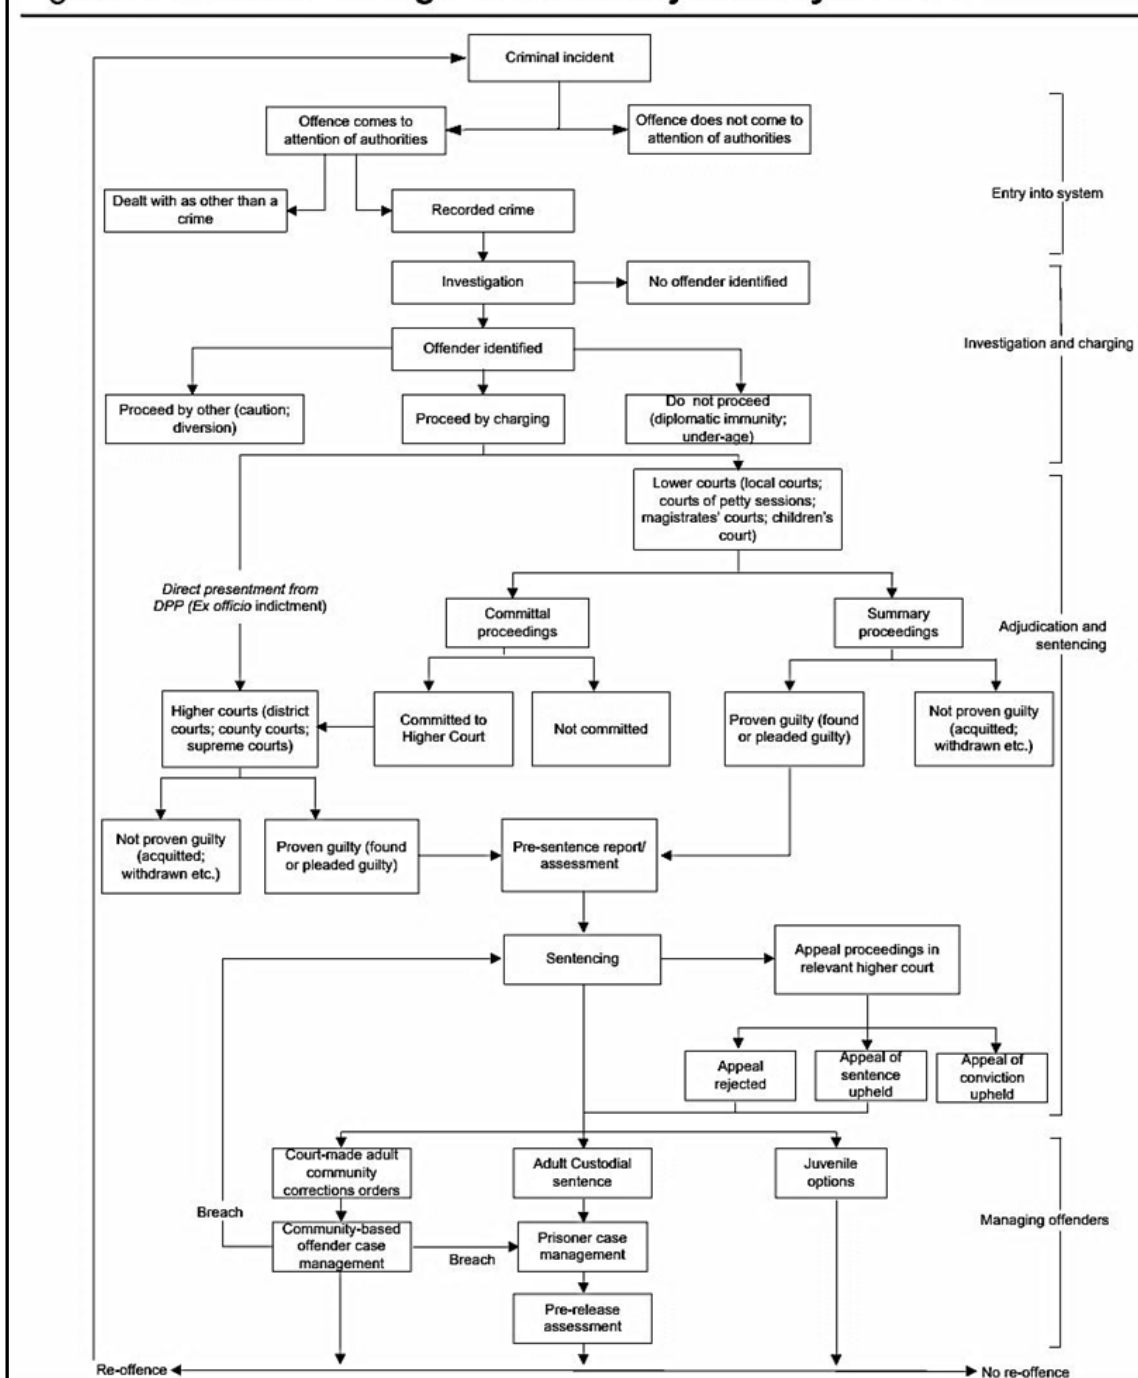 Criminal incident
Offence comes to
attention of authorities
Offence does not come to
attention of authorities
Entry into system
Dealt with as other than a
crime
Recorded crime
Investigation
No offender identified
Investigation and charging
Offender identified
Proceed by other (caution;
diversion)
Proceed by charging
Do not proceed
(diplomatic immunity;
under-age)
Lower courts (local courts;
courts of petty sessions;
magistrates' courts; children's
court)
Direct presentment from
DPP (Ex officio indictment)
Committal
proceedings
Summary
proceedings
Adjudication and
sentencing
Higher courts (district
courts; county courts;
supreme courts)
Committed to
Higher Court
Not committed
Proven guilty (found
or pleaded guilty)
Not proven guilty
(acquitted;
withdrawn etc.)
Not proven guilty
(acquitted;
withdrawn etc.)
Proven guilty (found
or pleaded guilty)
Pre-sentence report/
assessment
Sentencing
Appeal proceedings in
relevant higher court
Appeal
rejected
Appeal of
sentence
upheld
Appeal of
conviction
upheld
Court-made adult
community
corrections orders
Adult Custodial
sentence
Juvenile
options
Managing offenders
Breach
Community-based
offender case
management
Breach
Prisoner case
management
Pre-release
assessment
Re-offence
No re-offence